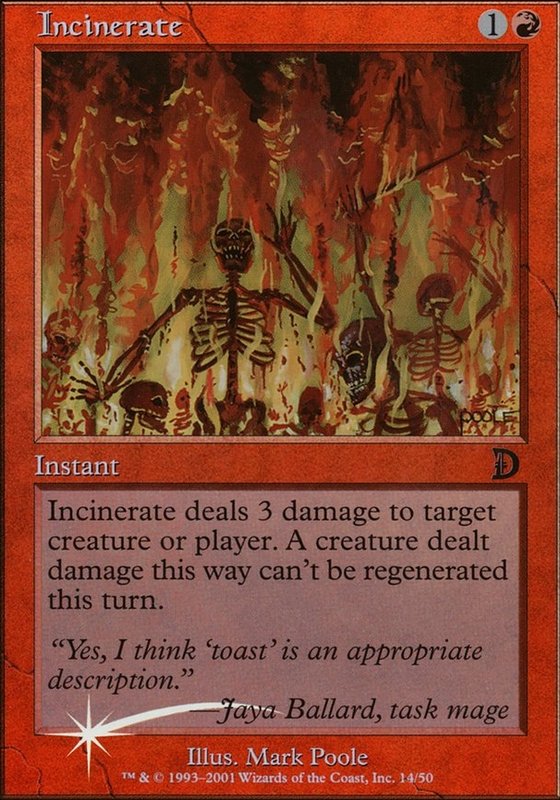 Incinerate 1
POOLE
Instant D
Incinerate deals 3 damage to target
creature or player. A creature dealt
damage this way can't be regenerated
this turn.
“Yes, I think ‘toast’ is an appropriate
description.”
—Jaya Ballard, task mage
Illus. Mark Poole
™ & © 1993–2001 Wizards of the Coast, Inc. 14/50